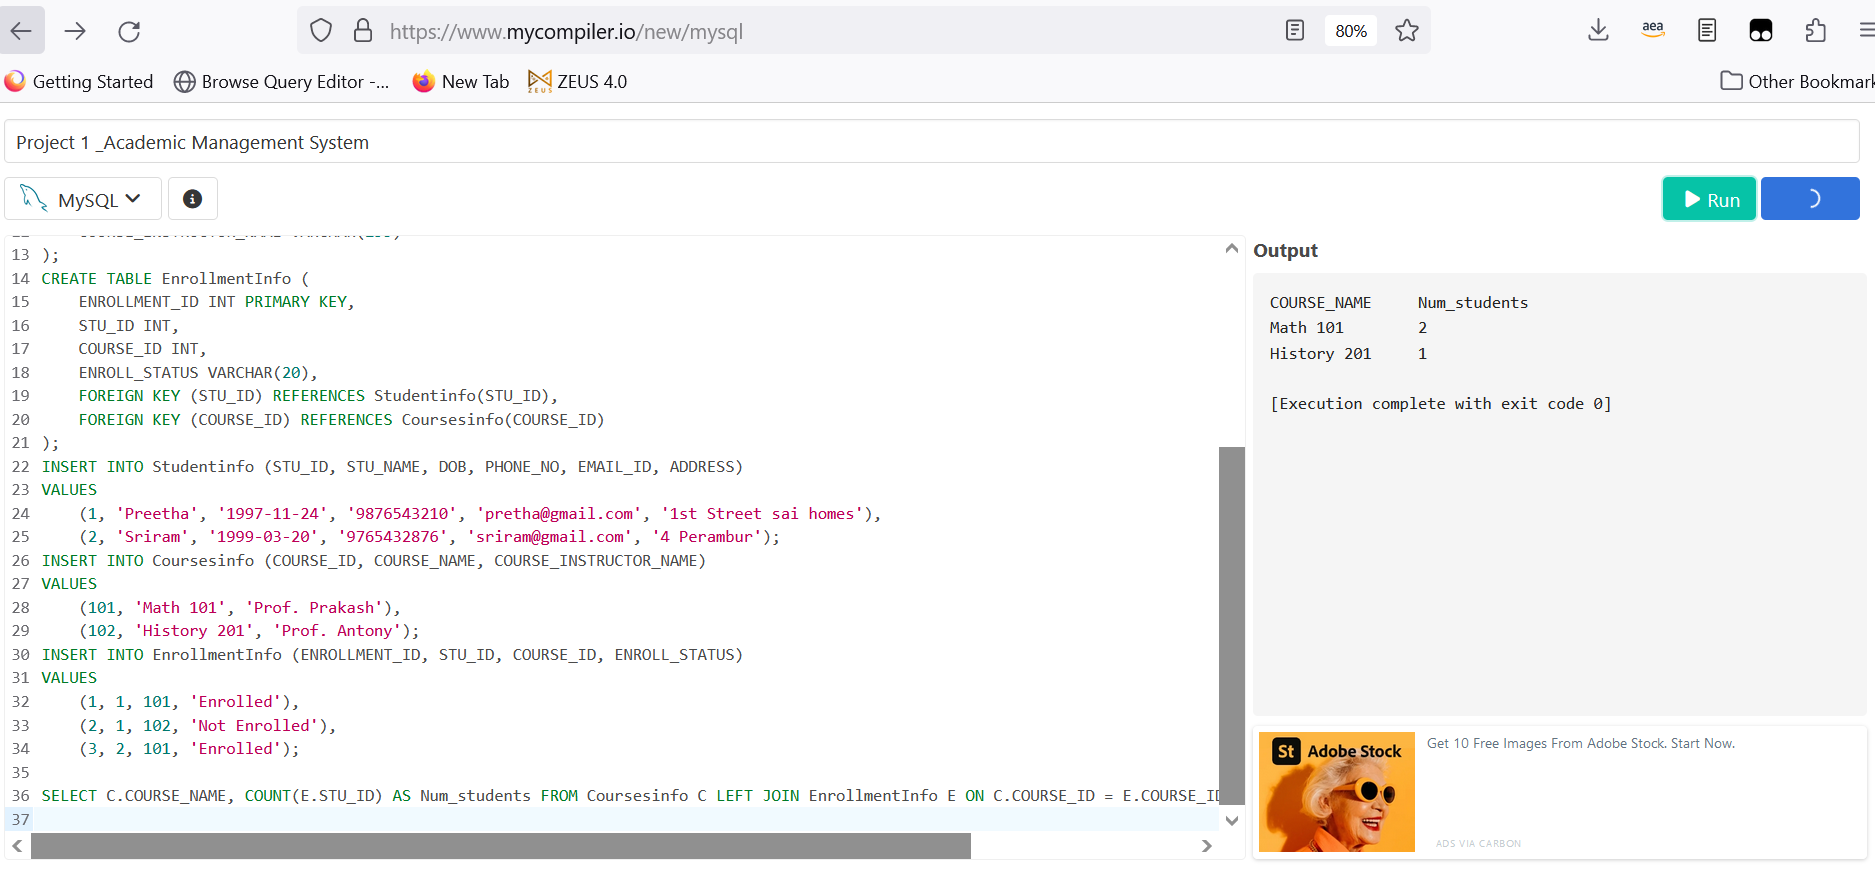 https://www.mycompiler.io/new/mysql
80%
aea
Getting Started
Browse Query Editor -...
New Tab
ZEUS
ZEUS 4.0
Other Bookmark
Project 1 _Academic Management System
MySQL
Run
13 );
14 CREATE TABLE EnrollmentInfo (
15 ENROLLMENT_ID INT PRIMARY KEY,
16 STU_ID INT,
17 COURSE_ID INT,
18 ENROLL_STATUS VARCHAR(20),
19 FOREIGN KEY (STU_ID) REFERENCES Studentinfo(STU_ID),
20 FOREIGN KEY (COURSE_ID) REFERENCES Coursesinfo(COURSE_ID)
21 );
22 INSERT INTO Studentinfo (STU_ID, STU_NAME, DOB, PHONE_NO, EMAIL_ID, ADDRESS)
23 VALUES
24 (1, 'Preetha', '1997-11-24', '9876543210', 'pretha@gmail.com', '1st Street sai homes'),
25 (2, 'Sriram', '1999-03-20', '9765432876', 'sriram@gmail.com', '4 Perambur');
26 INSERT INTO Coursesinfo (COURSE_ID, COURSE_NAME, COURSE_INSTRUCTOR_NAME)
27 VALUES
28 (101, 'Math 101', 'Prof. Prakash'),
29 (102, 'History 201', 'Prof. Antony');
30 INSERT INTO EnrollmentInfo (ENROLLMENT_ID, STU_ID, COURSE_ID, ENROLL_STATUS)
31 VALUES
32 (1, 1, 101, 'Enrolled'),
33 (2, 1, 102, 'Not Enrolled'),
34 (3, 2, 101, 'Enrolled');
35
36 SELECT C.COURSE_NAME, COUNT(E.STU_ID) AS Num_students FROM Coursesinfo C LEFT JOIN EnrollmentInfo E ON C.COURSE_ID = E.COURSE_ID
37
Output
COURSE_NAME Num_students
Math 101 2
History 201 1
[Execution complete with exit code 0]
St Adobe Stock
Get 10 Free Images From Adobe Stock. Start Now.
ADS VIA CARBON